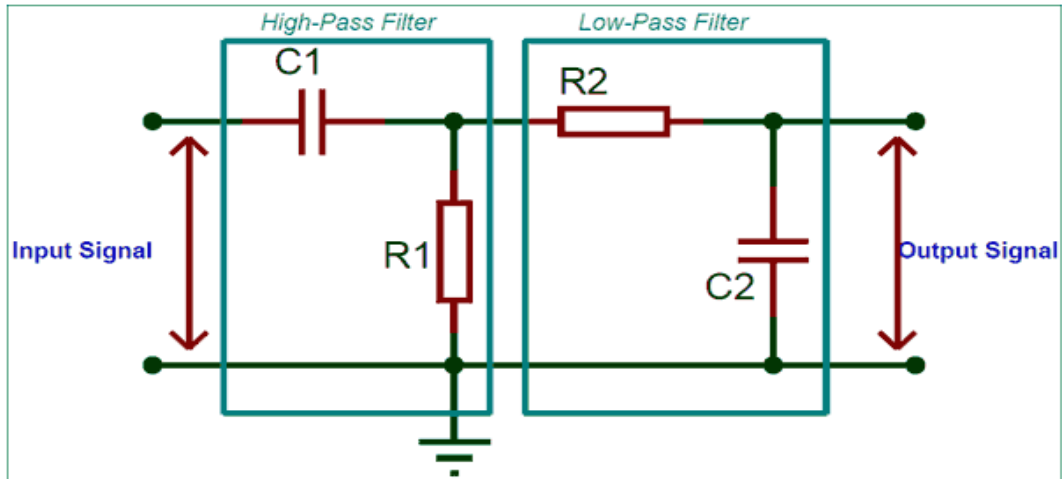 High-Pass Filter
Low-Pass Filter
C1
R2
Input Signal
R1
C2
Output Signal